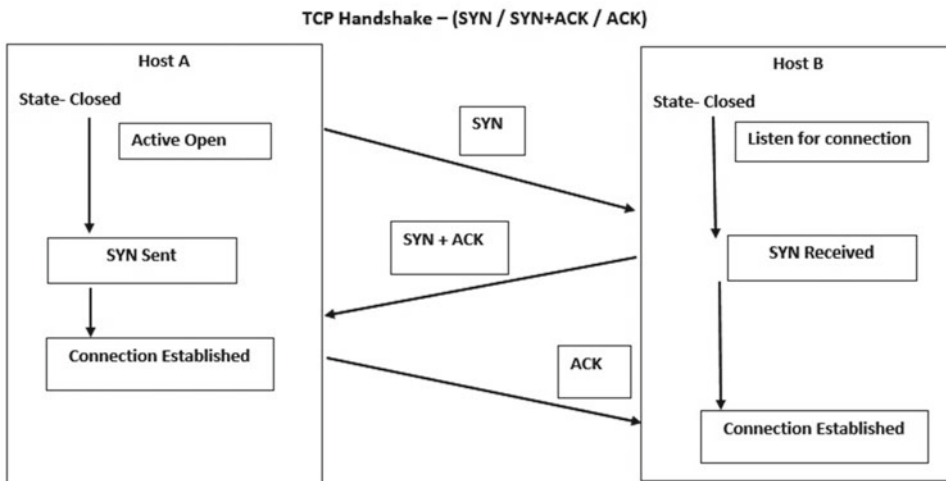 TCP Handshake – (SYN / SYN+ACK / ACK)
Host A
State- Closed
Active Open
SYN Sent
Connection Established
SYN
SYN + ACK
ACK
Host B
State- Closed
Listen for connection
SYN Received
Connection Established